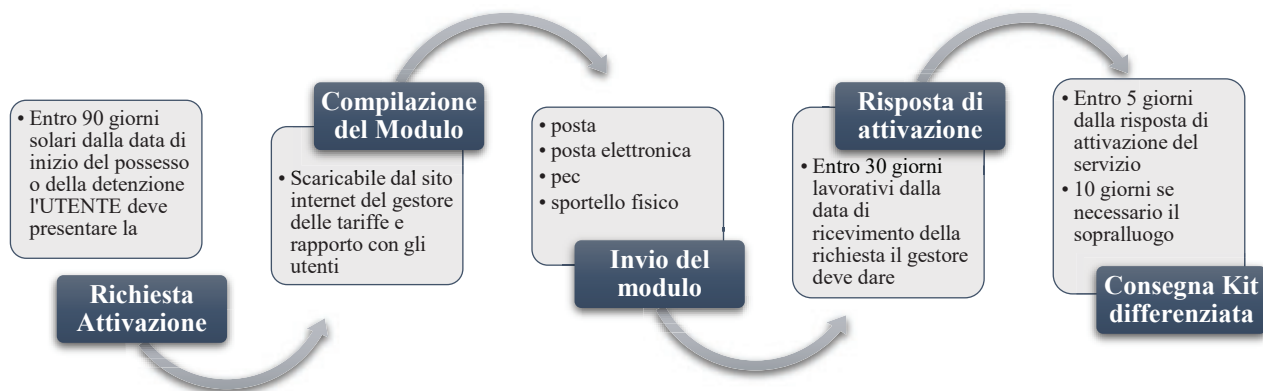 • Entro 90 giorni
solari dalla data di
inizio del possesso
o della detenzione
l'UTENTE deve
presentare la
Richiesta
Attivazione
Compilazione
del Modulo
• Scaricabile dal sito
internet del gestore
delle tariffe e
rapporto con gli
utenti
• posta
• posta elettronica
• pec
• sportello fisico
Invio del
modulo
Risposta di
attivazione
• Entro 30 giorni
lavorativi dalla
data di
ricevimento della
richiesta il gestore
deve dare
• Entro 5 giorni
dalla risposta di
attivazione del
servizio
• 10 giorni se
necessario il
sopralluogo
Consegna Kit
differenziata